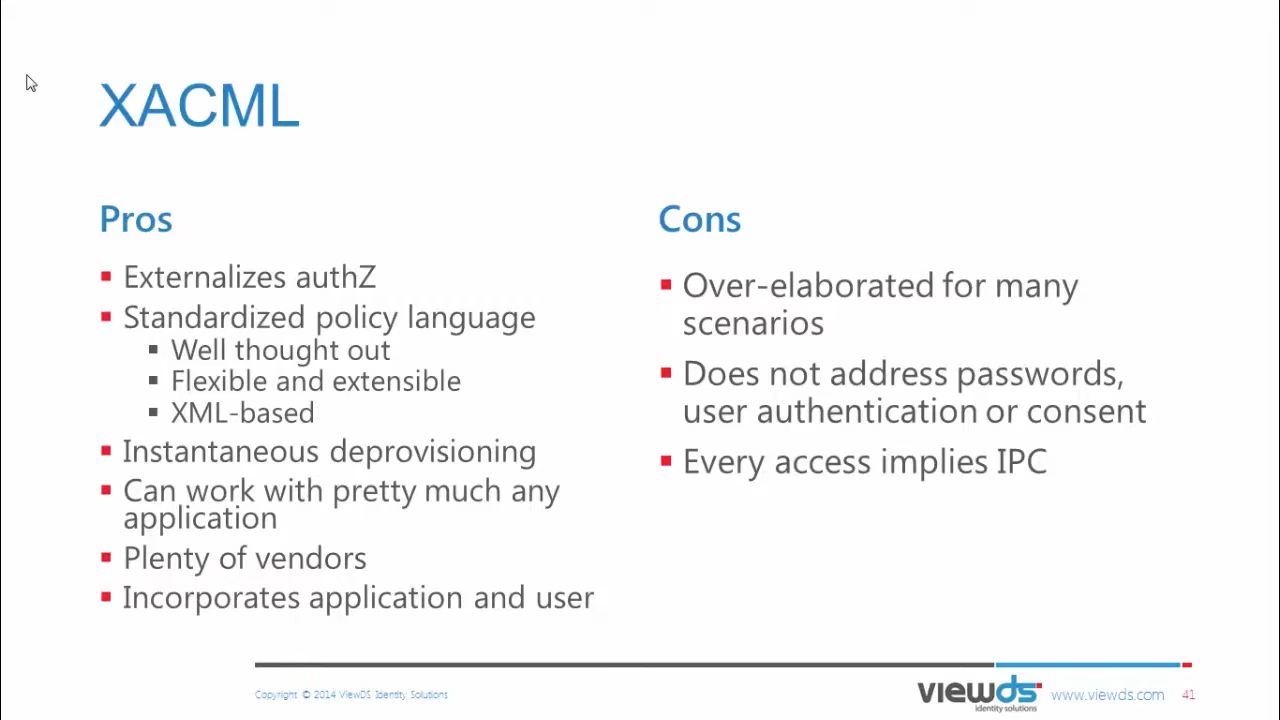 XACML
Pros
Externalizes authZ
Standardized policy language
Well thought out
Flexible and extensible
XML-based
Instantaneous deprovisioning
Can work with pretty much any
application
Plenty of vendors
Incorporates application and user
Cons
Over-elaborated for many
scenarios
Does not address passwords,
user authentication or consent
Every access implies IPC
Copyright © 2014 ViewDS Identity Solutions
viewds
identity solutions
www.viewds.com
41